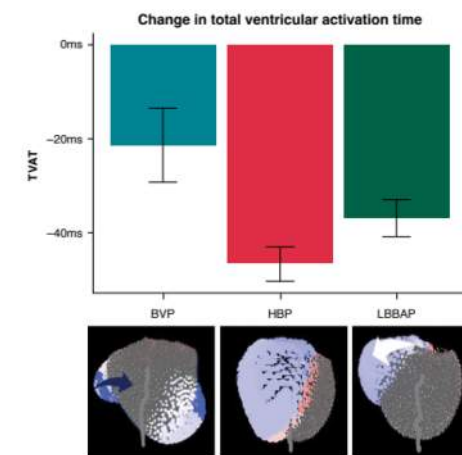 Change in total ventricular activation time
0ms
TVAT
−20ms
−40ms
BVP HBP LBBAP